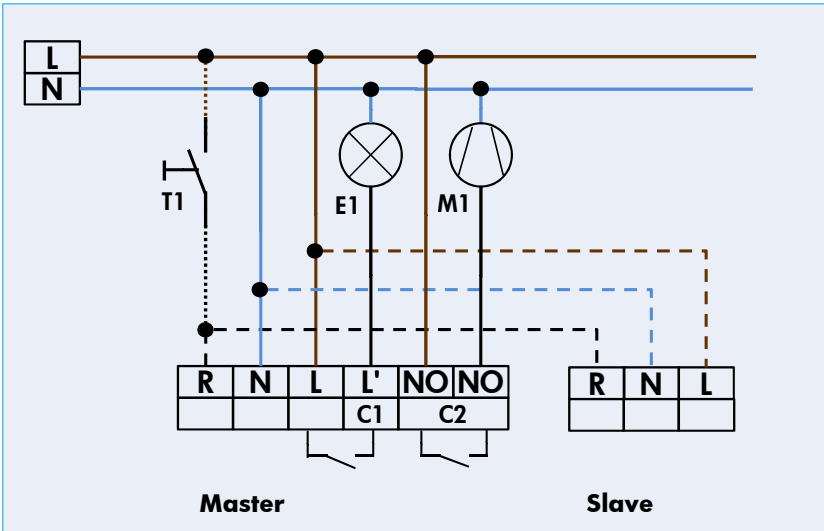 L
N
T1
E1
M1
R N L L' NO NO
C1 C2
R N L
Master
Slave